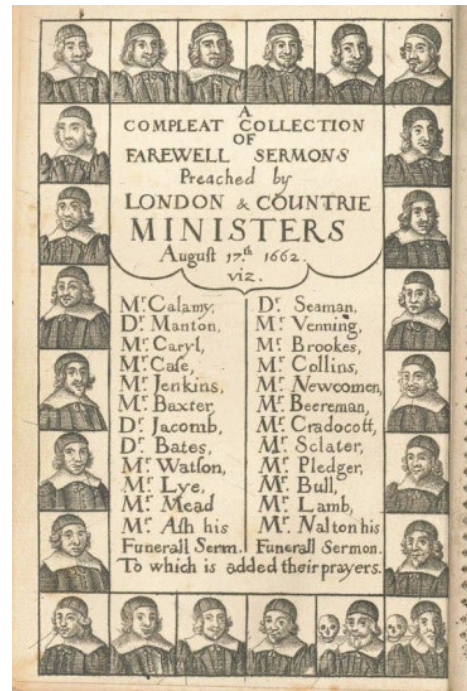 A
COMPLEAT COLLECTION
OF
FAREWELL SERMONS
Preached by
LONDON & COUNTRIE
MINISTERS
August 17.th 1662.
viz.
Mr. Calamy,
Dr. Manton,
Mr. Caryl,
Mr. Caſe,
Mr. Jenkins,
Mr. Baxter,
Dr. Jacomb,
Dr. Bates,
Mr. Watſon,
Mr. Lye,
Mr. Mead
Mr. Aſh his
Funerall Serm.
Dr. Seaman,
Mr. Venning,
Mr. Brookes,
Mr. Collins,
Mr. Newcomen,
Mr. Beereman,
Mr. Cradocott,
Mr. Sclater,
Mr. Pledger,
Mr. Bull,
Mr. Lamb,
Mr. Nalton his
Funerall Sermon.
To which is added their prayers.